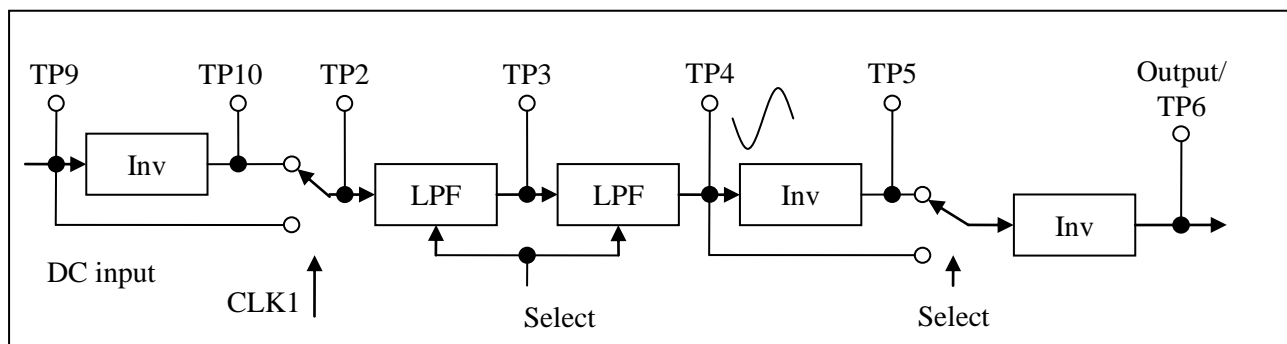 TP9
TP10
TP2
TP3
TP4
TP5
Output/
TP6
Inv
LPF
LPF
Inv
Inv
DC input
CLK1
Select
Select